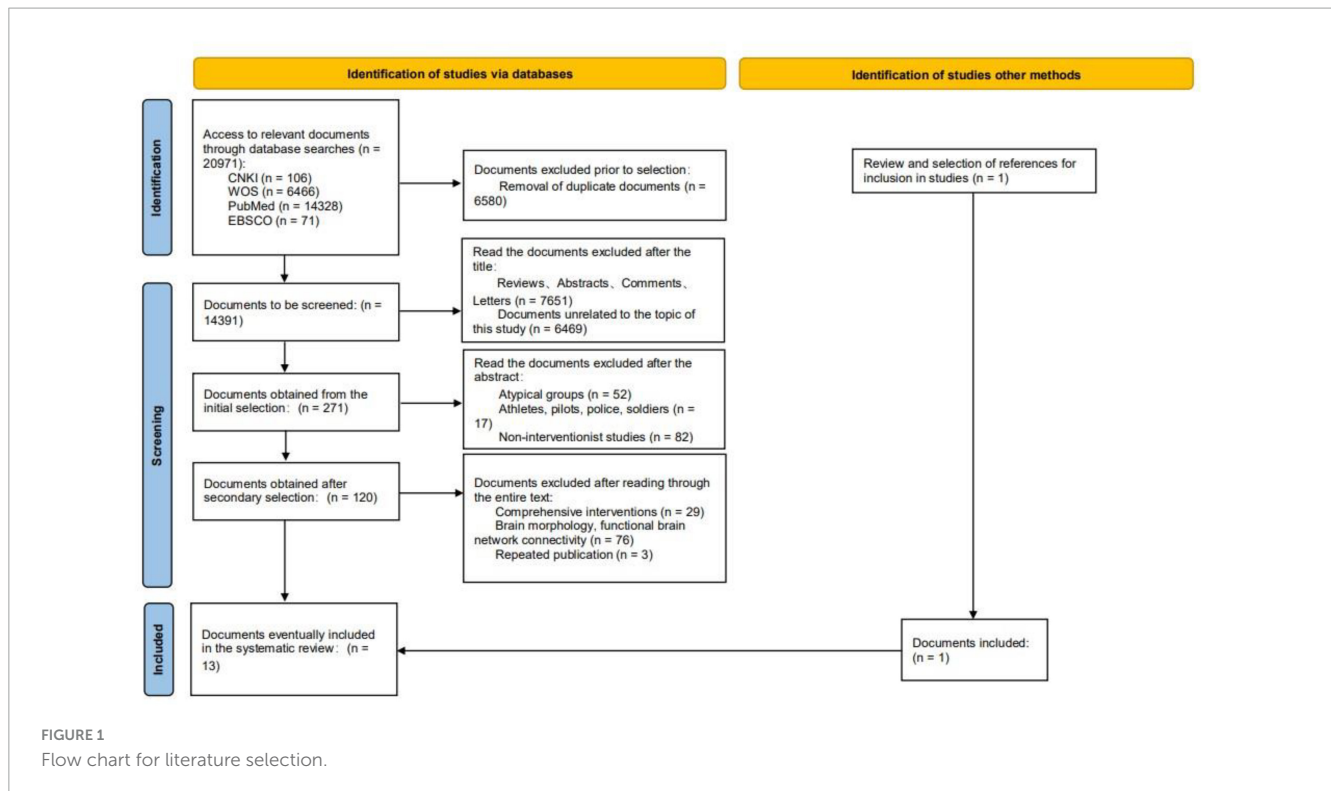 Identification of studies via databases
Identification of studies other methods
Identification
Access to relevant documents
through database searches (n =
20971):
CNKI (n = 106)
WOS (n = 6466)
PubMed (n = 14328)
EBSCO (n = 71)
Documents excluded prior to selection:
Removal of duplicate documents (n =
6580)
Review and selection of references for
inclusion in studies (n = 1)
Screening
Documents to be screened: (n =
14391)
Read the documents excluded after the
title:
Reviews、Abstracts、Comments、
Letters (n = 7651)
Documents unrelated to the topic of
this study (n = 6469)
Documents obtained from the
initial selection: (n = 271)
Read the documents excluded after the
abstract:
Atypical groups (n = 52)
Athletes, pilots, police, soldiers (n =
17)
Non-interventionist studies (n = 82)
Documents obtained after
secondary selection: (n = 120)
Documents excluded after reading through
the entire text:
Comprehensive interventions (n = 29)
Brain morphology, functional brain
network connectivity (n = 76)
Repeated publication (n = 3)
Included
Documents eventually included
in the systematic review: (n =
13)
Documents included:
(n = 1)
FIGURE 1
Flow chart for literature selection.